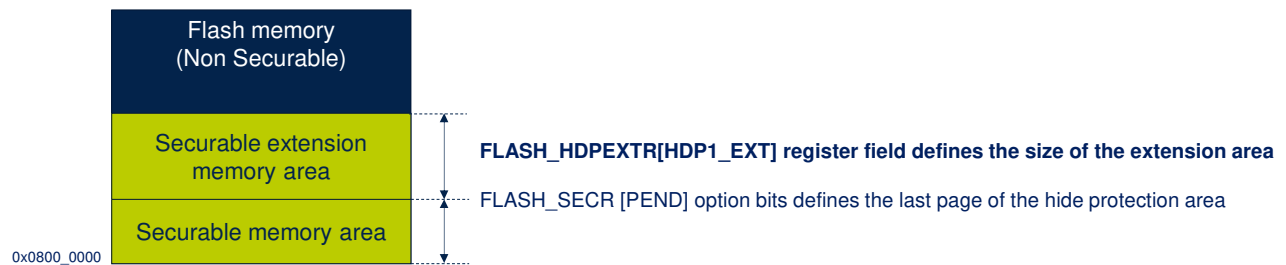 Flash memory
(Non Securable)
Securable extension
memory area
FLASH_HDPEXTR[HDP1_EXT] register field defines the size of the extension area
FLASH_SECR [PEND] option bits defines the last page of the hide protection area
Securable memory area
0x0800_0000